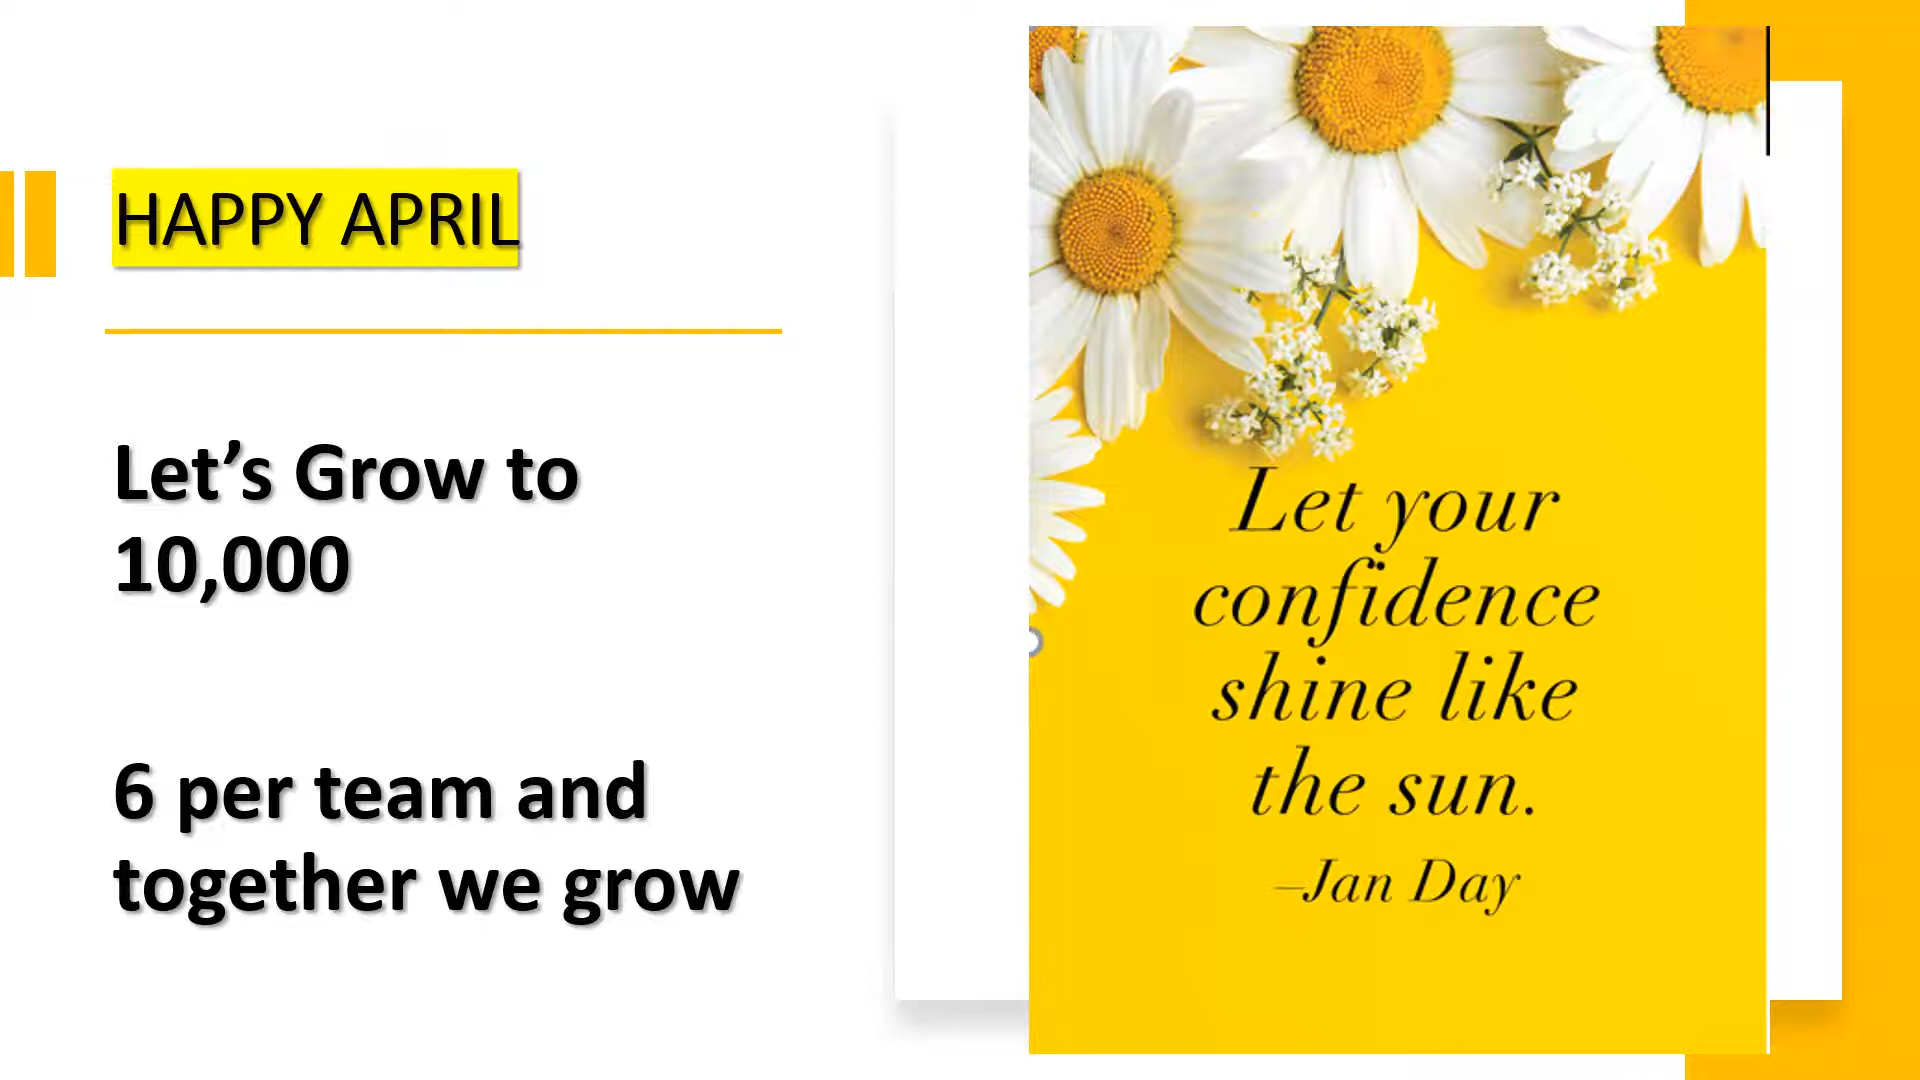 HAPPY APRIL
Let’s Grow to
10,000
6 per team and
together we grow
Let your
confidence
shine like
the sun.
–Jan Day